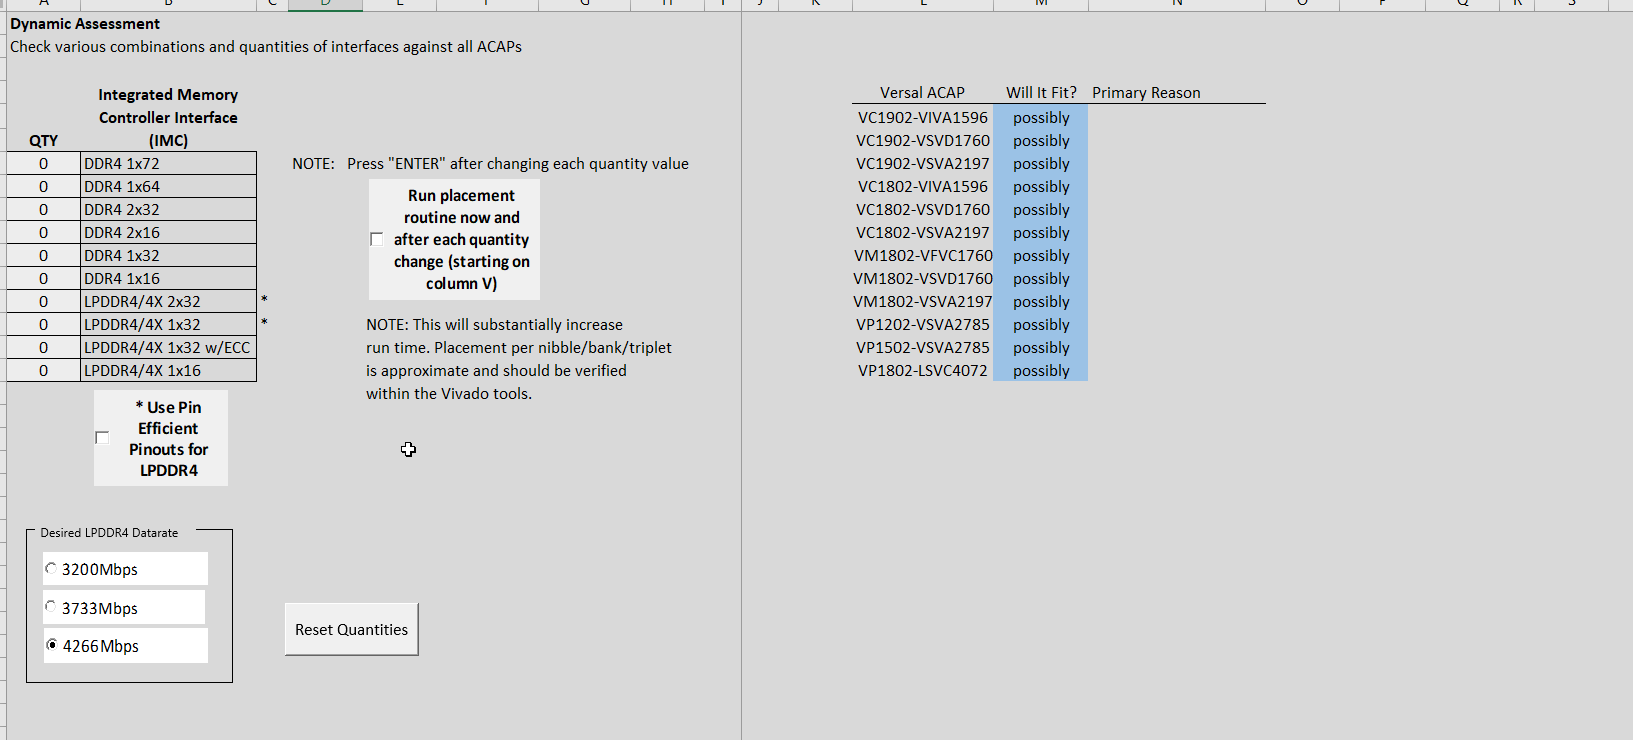 Dynamic Assessment
Check various combinations and quantities of interfaces against all ACAPs
Integrated Memory
Controller Interface
QTY (IMC)
0 DDR4 1x72
0 DDR4 1x64
0 DDR4 2x32
0 DDR4 2x16
0 DDR4 1x32
0 DDR4 1x16
0 LPDDR4/4X 2x32 *
0 LPDDR4/4X 1x32 *
0 LPDDR4/4X 1x32 w/ECC
0 LPDDR4/4X 1x16
* Use Pin
Efficient
Pinouts for
LPDDR4
Desired LPDDR4 Datarate
3200Mbps
3733Mbps
4266Mbps
NOTE: Press "ENTER" after changing each quantity value
Run placement
routine now and
after each quantity
change (starting on
column V)
NOTE: This will substantially increase
run time. Placement per nibble/bank/triplet
is approximate and should be verified
within the Vivado tools.
Reset Quantities
Versal ACAP Will It Fit? Primary Reason
VC1902-VIVA1596 possibly
VC1902-VSVD1760 possibly
VC1902-VSVA2197 possibly
VC1802-VIVA1596 possibly
VC1802-VSVD1760 possibly
VC1802-VSVA2197 possibly
VM1802-VFVC1760 possibly
VM1802-VSVD1760 possibly
VM1802-VSVA2197 possibly
VP1202-VSVA2785 possibly
VP1502-VSVA2785 possibly
VP1802-LSVC4072 possibly